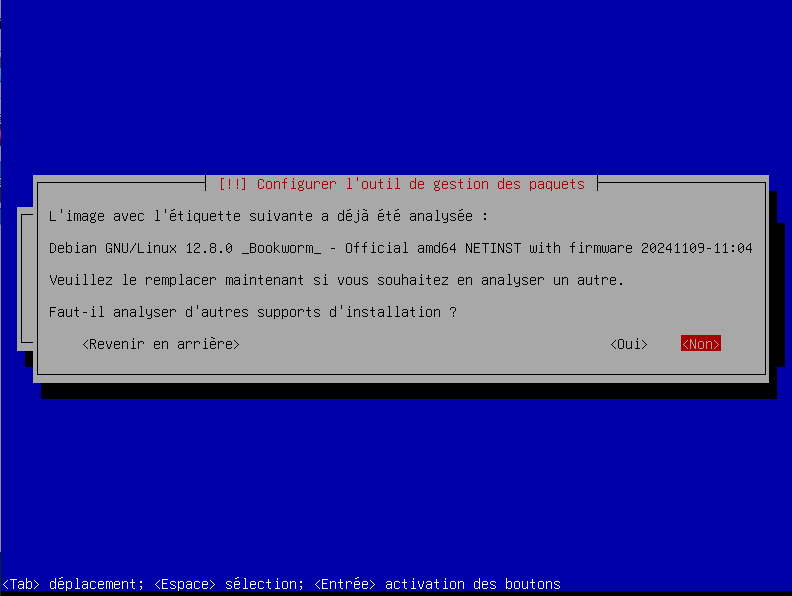 [!!] Configurer l'outil de gestion des paquets
L'image avec l'étiquette suivante a déjà été analysée :
Debian GNU/Linux 12.8.0 _Bookworm_ - Official amd64 NETINST with firmware 20241109-11:04
Veuillez le remplacer maintenant si vous souhaitez en analyser un autre.
Faut-il analyser d'autres supports d'installation ?
<Revenir en arrière> <Oui> <Non>
<Tab> déplacement; <Espace> sélection; <Entrée> activation des boutons